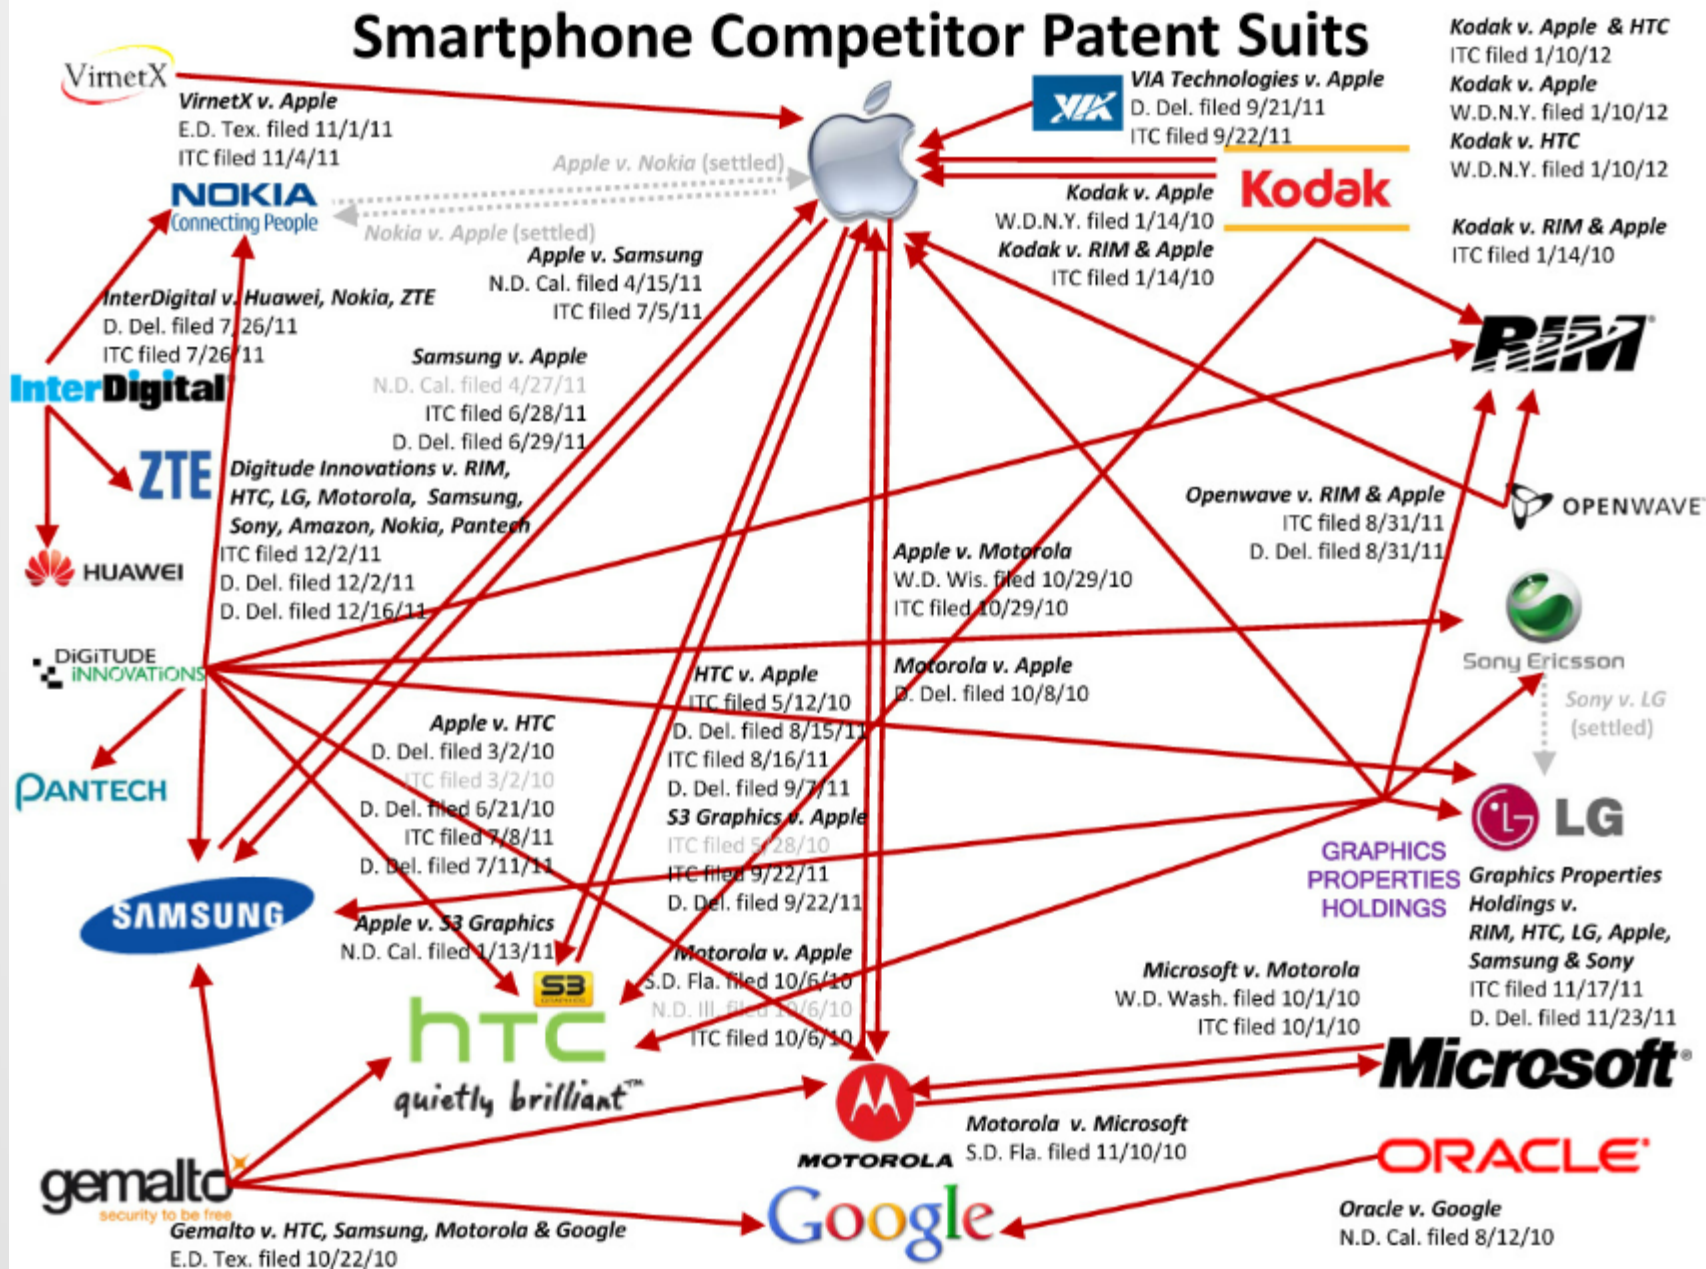 Smartphone Competitor Patent Suits
VirnetX
VirnetX v. Apple
E.D. Tex. filed 11/1/11
ITC filed 11/4/11
VIA
VIA Technologies v. Apple
D. Del. filed 9/21/11
ITC filed 9/22/11
Kodak v. Apple & HTC
ITC filed 1/10/12
Kodak v. Apple
W.D.N.Y. filed 1/10/12
Kodak v. HTC
W.D.N.Y. filed 1/10/12
Kodak v. RIM & Apple
ITC filed 1/14/10
Kodak
Kodak v. Apple
W.D.N.Y. filed 1/14/10
Kodak v. RIM & Apple
ITC filed 1/14/10
NOKIA
Connecting People
Apple v. Nokia (settled)
Nokia v. Apple (settled)
Apple v. Samsung
N.D. Cal. filed 4/15/11
ITC filed 7/5/11
InterDigital v. Huawei, Nokia, ZTE
D. Del. filed 7/26/11
ITC filed 7/26/11
InterDigital
Samsung v. Apple
N.D. Cal. filed 4/27/11
ITC filed 6/28/11
D. Del. filed 6/29/11
RIM
ZTE
HUAWEI
Digitude Innovations v. RIM,
HTC, LG, Motorola, Samsung,
Sony, Amazon, Nokia, Pantech
ITC filed 12/2/11
D. Del. filed 12/2/11
D. Del. filed 12/16/11
Openwave v. RIM & Apple
ITC filed 8/31/11
D. Del. filed 8/31/11
OPENWAVE
Apple v. Motorola
W.D. Wis. filed 10/29/10
ITC filed 10/29/10
Motorola v. Apple
D. Del. filed 10/8/10
DiGiTUDE
iNNOVATiONS
Sony Ericsson
Sony v. LG
(settled)
HTC v. Apple
ITC filed 5/12/10
D. Del. filed 8/15/11
ITC filed 8/16/11
D. Del. filed 9/7/11
S3 Graphics v. Apple
ITC filed 5/28/10
ITC filed 9/22/11
D. Del. filed 9/22/11
Apple v. HTC
D. Del. filed 3/2/10
ITC filed 3/2/10
D. Del. filed 6/21/10
ITC filed 7/8/11
D. Del. filed 7/11/11
Apple v. S3 Graphics
N.D. Cal. filed 1/13/11
PANTECH
LG
SAMSUNG
GRAPHICS
PROPERTIES
HOLDINGS
Graphics Properties
Holdings v.
RIM, HTC, LG, Apple,
Samsung & Sony
ITC filed 11/17/11
D. Del. filed 11/23/11
Motorola v. Apple
S.D. Fla. filed 10/6/10
N.D. Ill. filed 10/6/10
ITC filed 10/6/10
S3
hTC
quietly brilliant™
Microsoft v. Motorola
W.D. Wash. filed 10/1/10
ITC filed 10/1/10
Microsoft®
MOTOROLA
Motorola v. Microsoft
S.D. Fla. filed 11/10/10
ORACLE
Oracle v. Google
N.D. Cal. filed 8/12/10
Google
gemalto
security to be free
Gemalto v. HTC, Samsung, Motorola & Google
E.D. Tex. filed 10/22/10